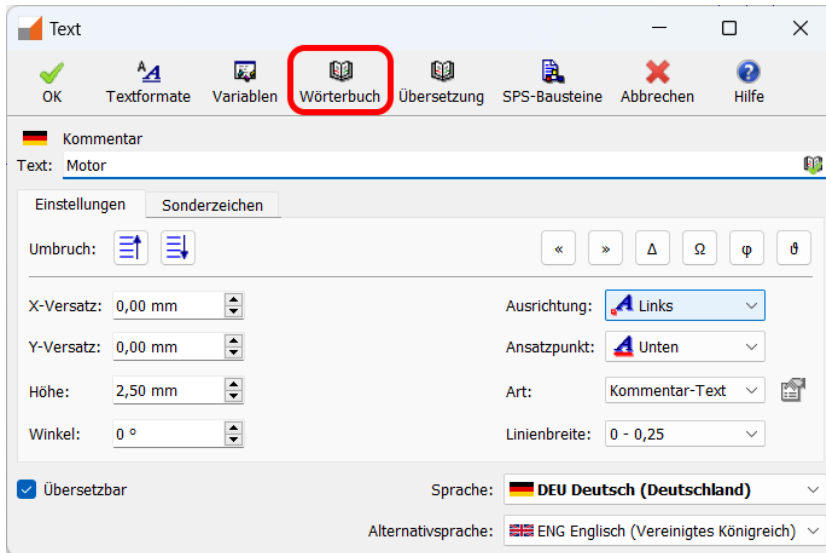 Text
OK Textformate Variablen Wörterbuch Übersetzung SPS-Bausteine Abbrechen Hilfe
Kommentar
Text: Motor
Einstellungen Sonderzeichen
Umbruch: « » Δ Ω φ ϑ
X-Versatz: 0,00 mm Ausrichtung: Links
Y-Versatz: 0,00 mm Ansatzpunkt: Unten
Höhe: 2,50 mm Art: Kommentar-Text
Winkel: 0 ° Linienbreite: 0 - 0,25
Übersetzbar Sprache: DEU Deutsch (Deutschland)
Alternativsprache: ENG Englisch (Vereinigtes Königreich)